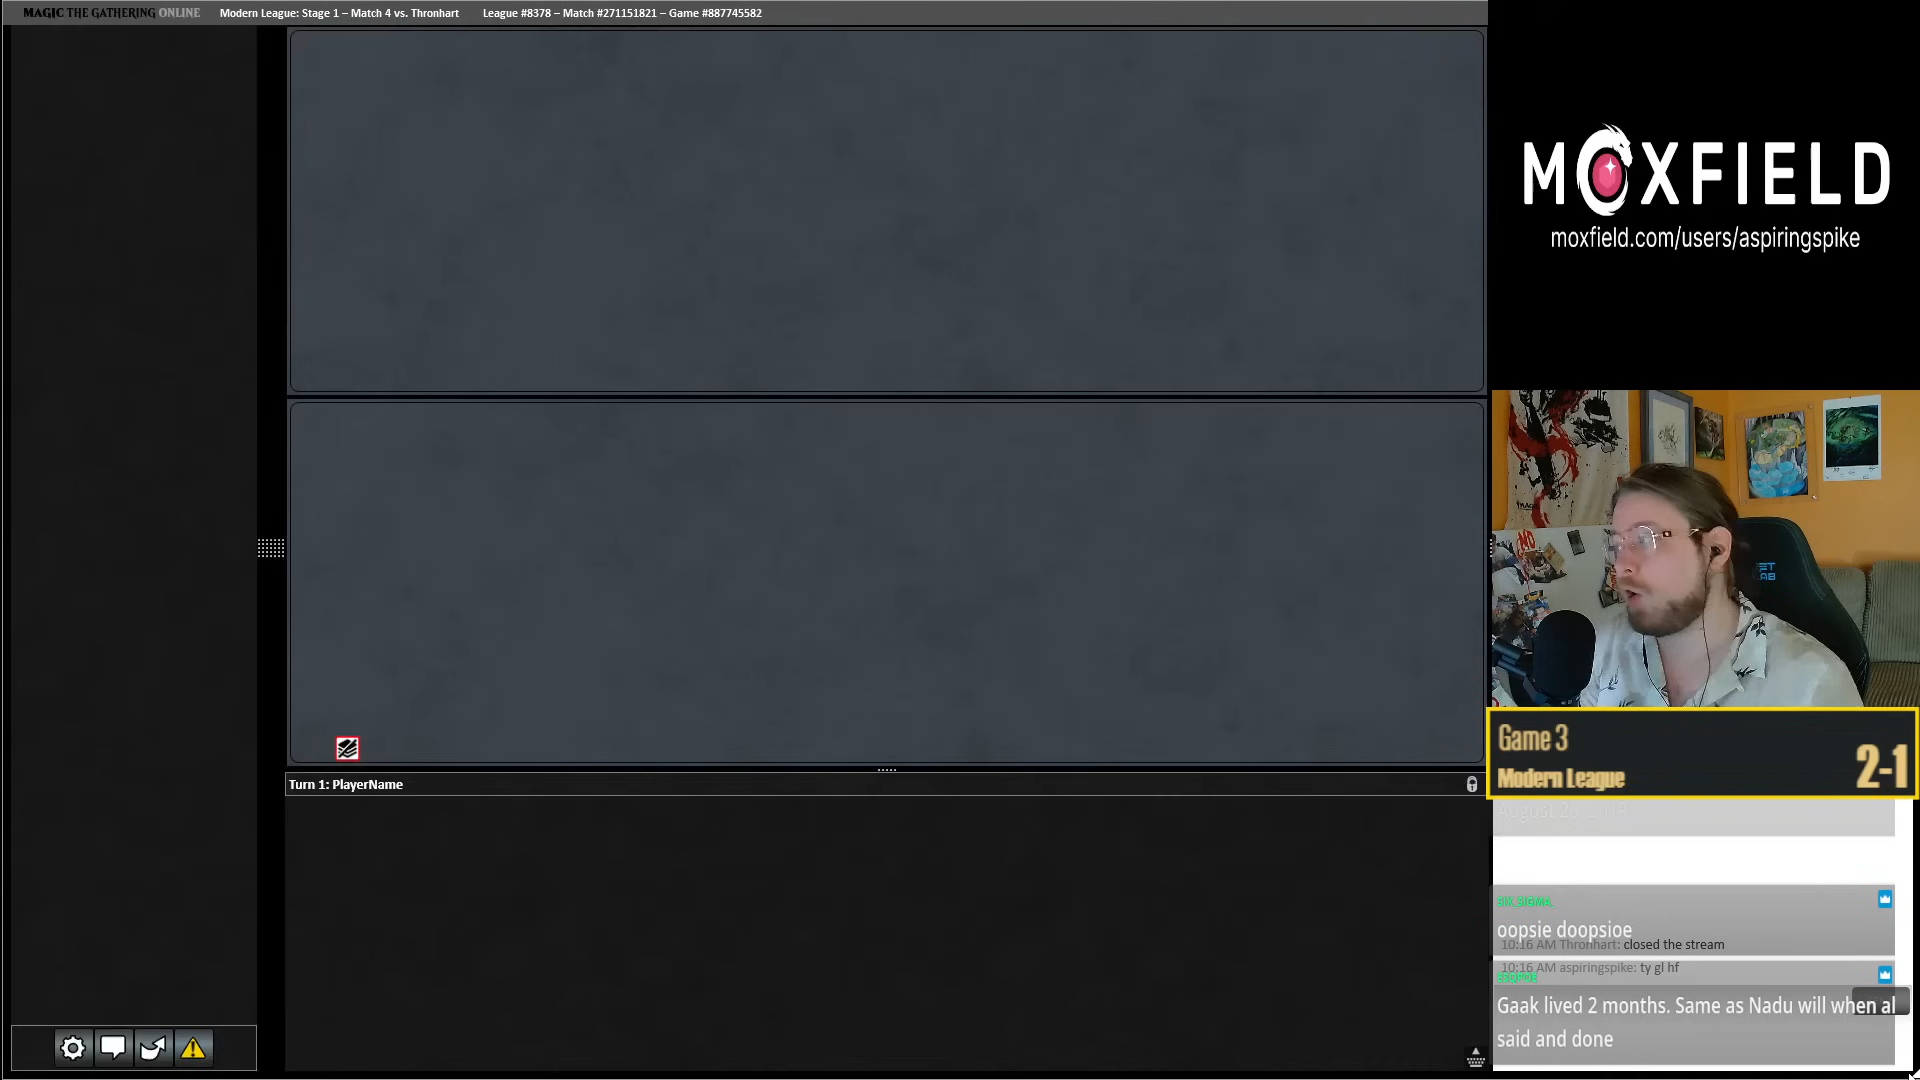 MAGIC THE GATHERING ONLINE
Modern League: Stage 1 – Match 4 vs. Thronhart
League #8378 – Match #271151821 – Game #887745582
MOXFIELD
moxfield.com/users/aspiringspike
Game 3
Modern League
2-1
Turn 1: PlayerName
SIX_SIGMA_
oopsie doopsioe
10:16 AM Thronhart: closed the stream
10:16 AM aspiringspike: ty gl hf
Gaak lived 2 months. Same as Nadu will when al
said and done